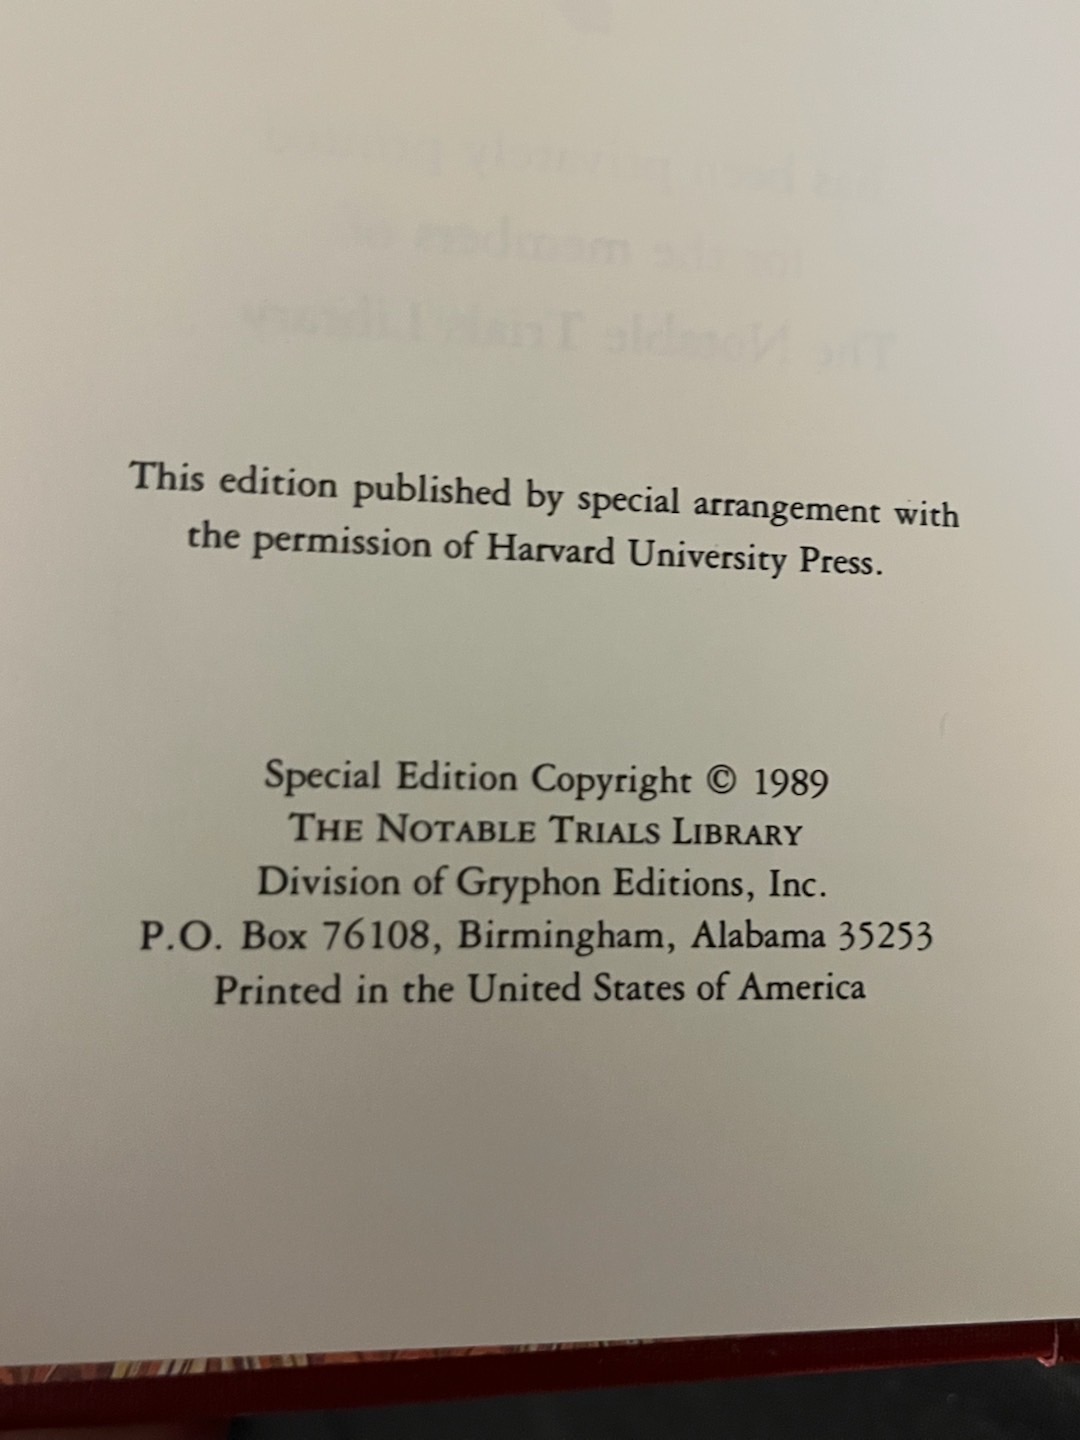 This edition published by special arrangement with
the permission of Harvard University Press.
Special Edition Copyright © 1989
THE NOTABLE TRIALS LIBRARY
Division of Gryphon Editions, Inc.
P.O. Box 76108, Birmingham, Alabama 35253
Printed in the United States of America